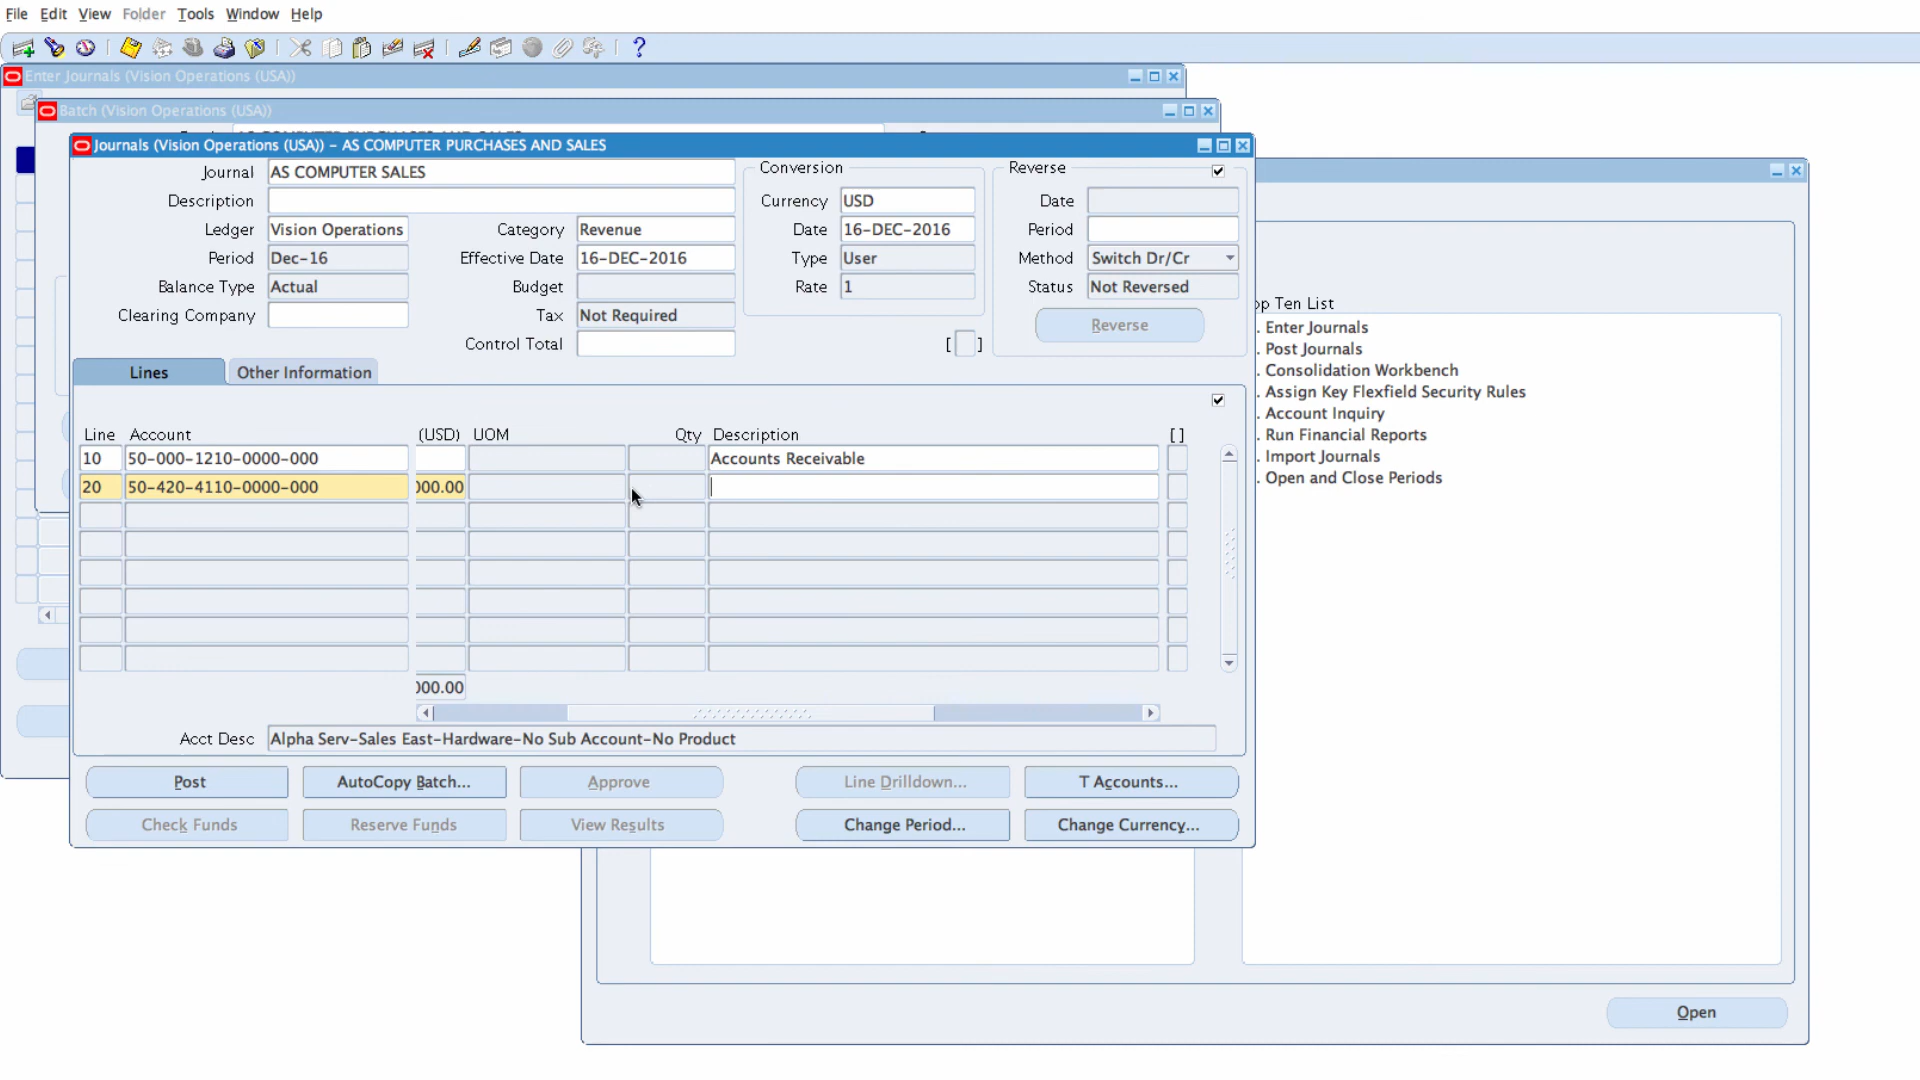 File Edit View Folder Tools Window Help
Enter Journals (Vision Operations (USA))
Batch (Vision Operations (USA))
Journals (Vision Operations (USA)) - AS COMPUTER PURCHASES AND SALES
Journal AS COMPUTER SALES
Description
Ledger Vision Operations
Category Revenue
Period Dec-16
Effective Date 16-DEC-2016
Balance Type Actual
Budget
Clearing Company
Tax Not Required
Control Total
Conversion
Currency USD
Date 16-DEC-2016
Type User
Rate 1
[ ]
Reverse
Date
Period
Method Switch Dr/Cr
Status Not Reversed
Reverse
Lines Other Information
Line Account (USD) UOM Qty Description [ ]
10 50-000-1210-0000-000 Accounts Receivable
20 50-420-4110-0000-000 000.00
000.00
Acct Desc Alpha Serv-Sales East-Hardware-No Sub Account-No Product
Post AutoCopy Batch... Approve Line Drilldown... T Accounts...
Check Funds Reserve Funds View Results Change Period... Change Currency...
op Ten List
. Enter Journals
. Post Journals
. Consolidation Workbench
. Assign Key Flexfield Security Rules
. Account Inquiry
. Run Financial Reports
. Import Journals
. Open and Close Periods
Open